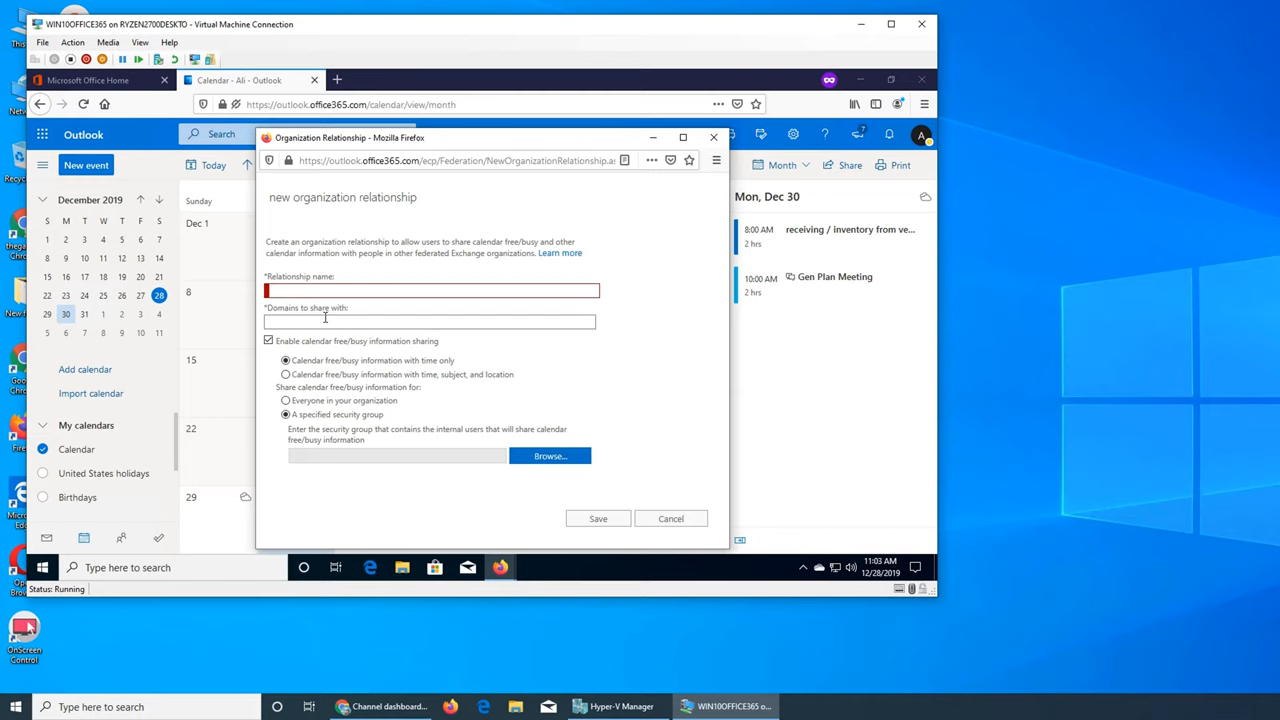 WIN10OFFICE365 on RYZEN2700DESKTO - Virtual Machine Connection
File Action Media View Help
Microsoft Office Home
Calendar - Ali - Outlook
https://outlook.office365.com/calendar/view/month
Outlook
Search
7
A
Organization Relationship - Mozilla Firefox
https://outlook.office365.com/ecp/Federation/NewOrganizationRelationship.as
New event
Today
Month
Share
Print
new organization relationship
Create an organization relationship to allow users to share calendar free/busy and other
calendar information with people in other federated Exchange organizations. Learn more
*Relationship name:
*Domains to share with:
Enable calendar free/busy information sharing
Calendar free/busy information with time only
Calendar free/busy information with time, subject, and location
Share calendar free/busy information for:
Everyone in your organization
A specified security group
Enter the security group that contains the internal users that will share calendar
free/busy information
Browse...
Save
Cancel
December 2019
S M T W T F S
1 2 3 4 5 6 7
8 9 10 11 12 13 14
15 16 17 18 19 20 21
22 23 24 25 26 27 28
29 30 31 1 2 3 4
5 6 7 8 9 10 11
Add calendar
Import calendar
My calendars
Calendar
United States holidays
Birthdays
Sunday
Dec 1
8
15
22
29
Mon, Dec 30
8:00 AM receiving / inventory from ve...
2 hrs
10:00 AM Gen Plan Meeting
2 hrs
Type here to search
11:03 AM
12/28/2019
Status: Running
OnScreen
Control
Type here to search
Channel dashboard...
Hyper-V Manager
WIN10OFFICE365 o...